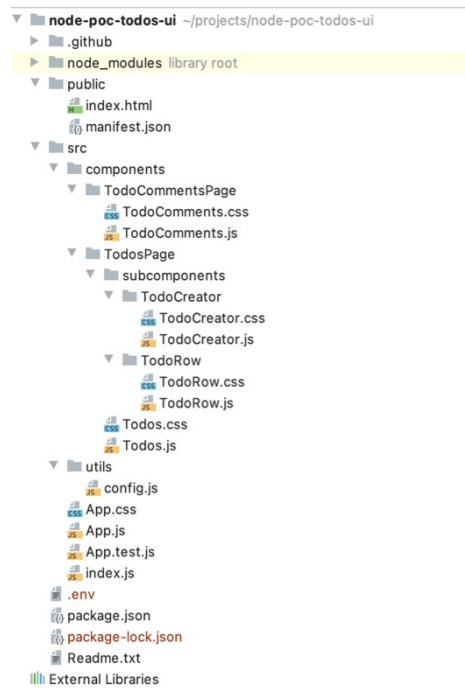 node-poc-todos-ui ~/projects/node-poc-todos-ui
.github
node_modules library root
public
index.html
manifest.json
src
components
TodoCommentsPage
TodoComments.css
TodoComments.js
TodosPage
subcomponents
TodoCreator
TodoCreator.css
TodoCreator.js
TodoRow
TodoRow.css
TodoRow.js
Todos.css
Todos.js
utils
config.js
App.css
App.js
App.test.js
index.js
.env
package.json
package-lock.json
Readme.txt
External Libraries